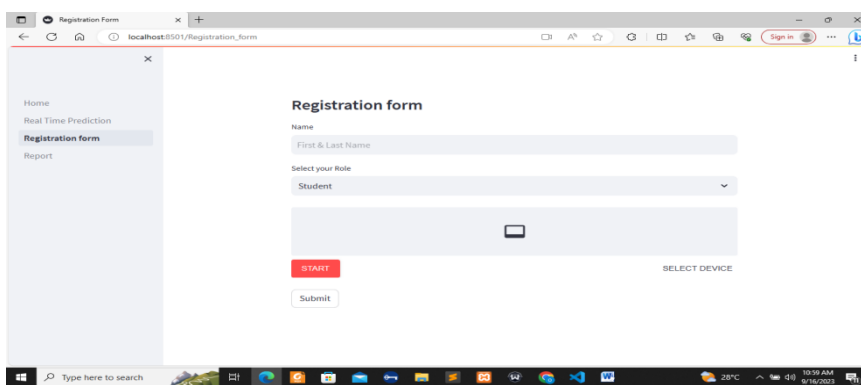 Registration Form
localhost:8501/Registration_form
Sign in
Home
Real Time Prediction
Registration form
Report
Registration form
Name
First & Last Name
Select your Role
Student
START
SELECT DEVICE
Submit
Type here to search
28°C
10:59 AM
9/16/2023